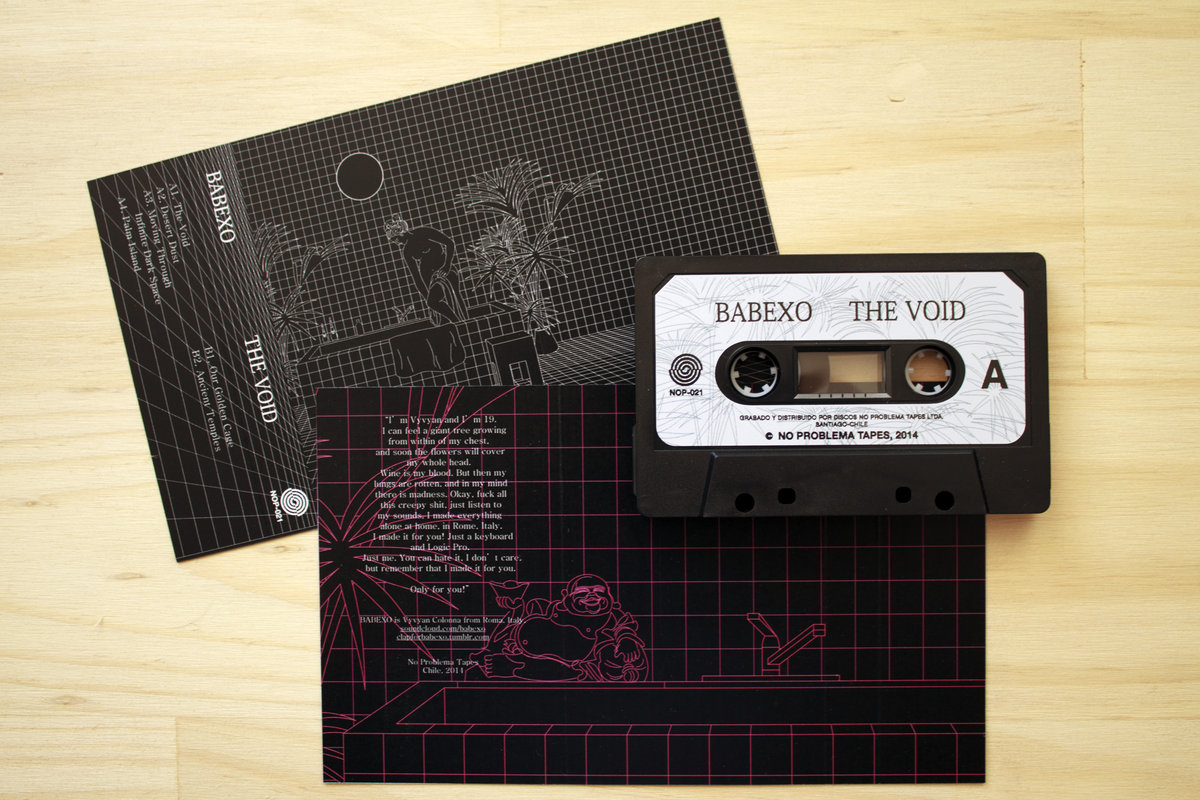 BABEXO
A1. The Void
A2. Desert Dust
A3. Moving Through
Infinite Dark Space
A4. Palm Island
THE VOID
B1. Our Golden Cage
B2. Ancient Temples
NOP-021
BABEXO THE VOID
NOP-021
A
GRABADO Y DISTRIBUIDO POR DISCOS NO PROBLEMA TAPES LTDA.
SANTIAGO-CHILE
© NO PROBLEMA TAPES, 2014
"I'm Vyvyan and I'm 19.
I can feel a giant tree growing
from within of my chest,
and soon the flowers will cover
my whole head.
Wine is my blood. But then my
lungs are rotten, and in my mind
there is madness. Okay, fuck all
this creepy shit, just listen to
my sounds. I made everything
alone at home, in Rome, Italy.
I made it for you! Just a keyboard
and Logic Pro.
Just me. You can hate it, I don't care,
but remember that I made it for you.
Only for you!"
BABEXO is Vyvyan Colonna from Roma, Italy.
soundcloud.com/babexo
clapforbabexo.tumblr.com
No Problema Tapes
Chile, 2014